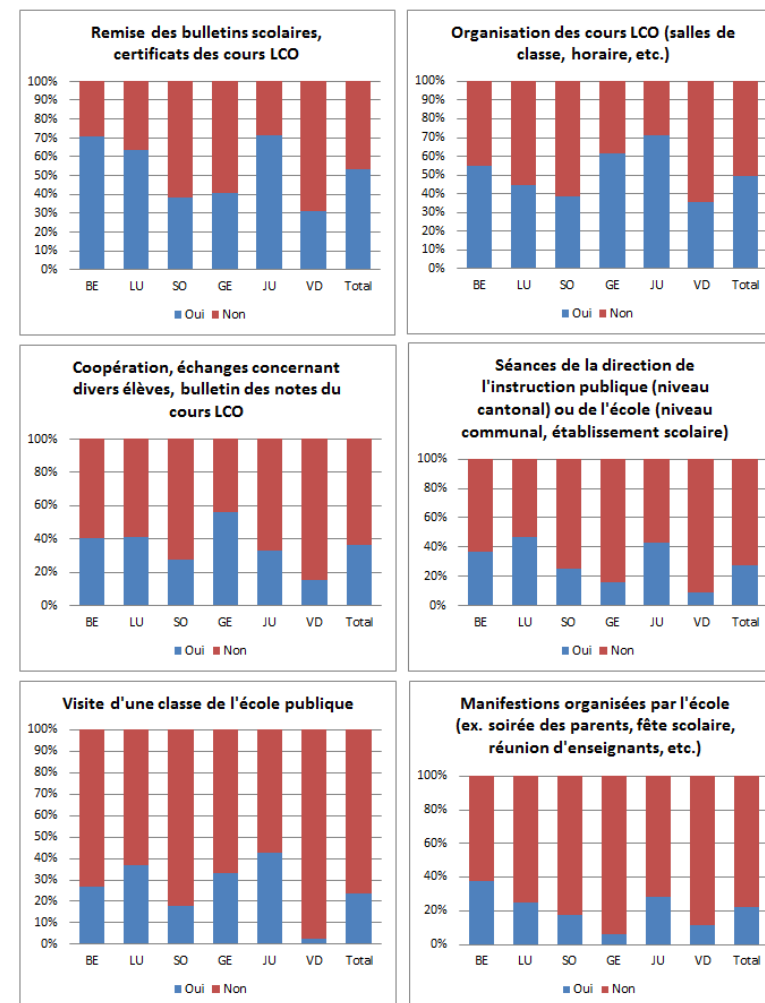 Remise des bulletins scolaires,
certificats des cours LCO
100%
90%
80%
70%
60%
50%
40%
30%
20%
10%
0%
BE LU SO GE JU VD Total
Oui Non
Organisation des cours LCO (salles de
classe, horaire, etc.)
100%
90%
80%
70%
60%
50%
40%
30%
20%
10%
0%
BE LU SO GE JU VD Total
Oui Non
Coopération, échanges concernant
divers élèves, bulletin des notes du
cours LCO
100%
80%
60%
40%
20%
0%
BE LU SO GE JU VD Total
Oui Non
Séances de la direction de
l'instruction publique (niveau
cantonal) ou de l'école (niveau
communal, établissement scolaire)
100%
80%
60%
40%
20%
0%
BE LU SO GE JU VD Total
Oui Non
Visite d'une classe de l'école publique
100%
90%
80%
70%
60%
50%
40%
30%
20%
10%
0%
BE LU SO GE JU VD Total
Oui Non
Manifestions organisées par l'école
(ex. soirée des parents, fête scolaire,
réunion d'enseignants, etc.)
100%
80%
60%
40%
20%
0%
BE LU SO GE JU VD Total
Oui Non